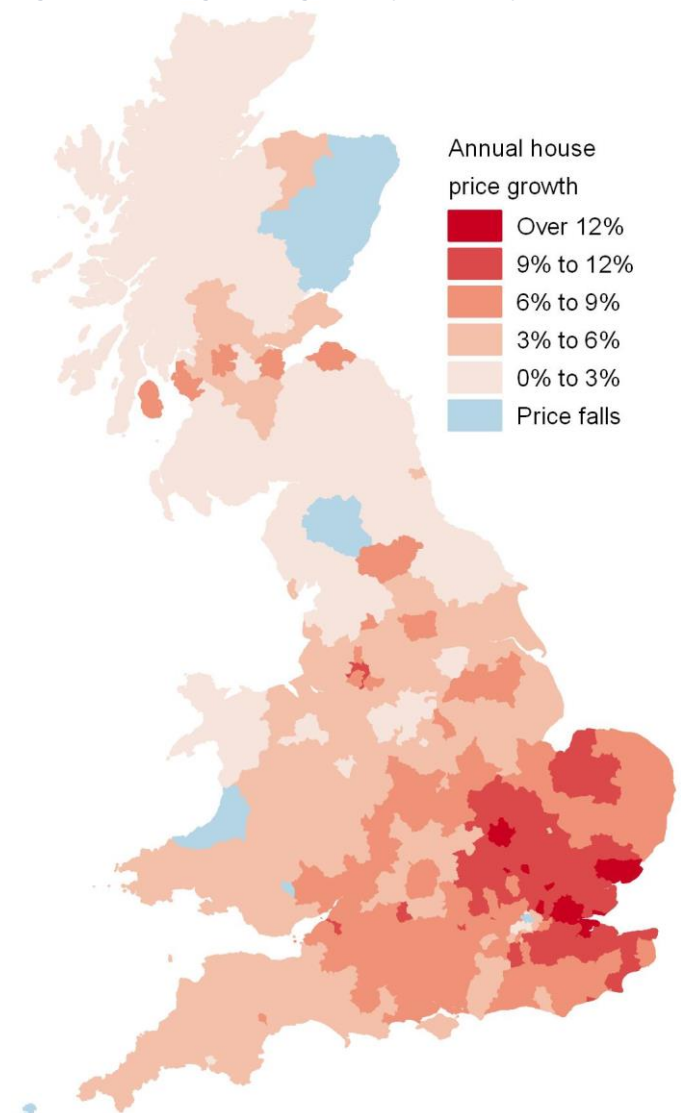 Annual house
price growth
Over 12%
9% to 12%
6% to 9%
3% to 6%
0% to 3%
Price falls